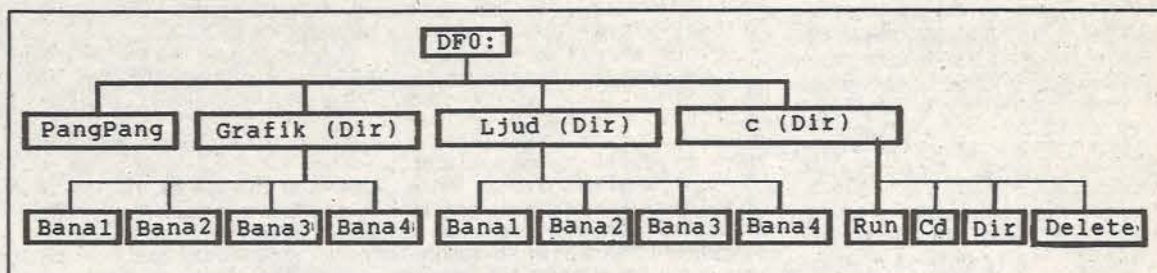 DF0:
PangPang Grafik (Dir) Ljud (Dir) c (Dir)
Bana1 Bana2 Bana3 Bana4 Bana1 Bana2 Bana3 Bana4 Run Cd Dir Delete